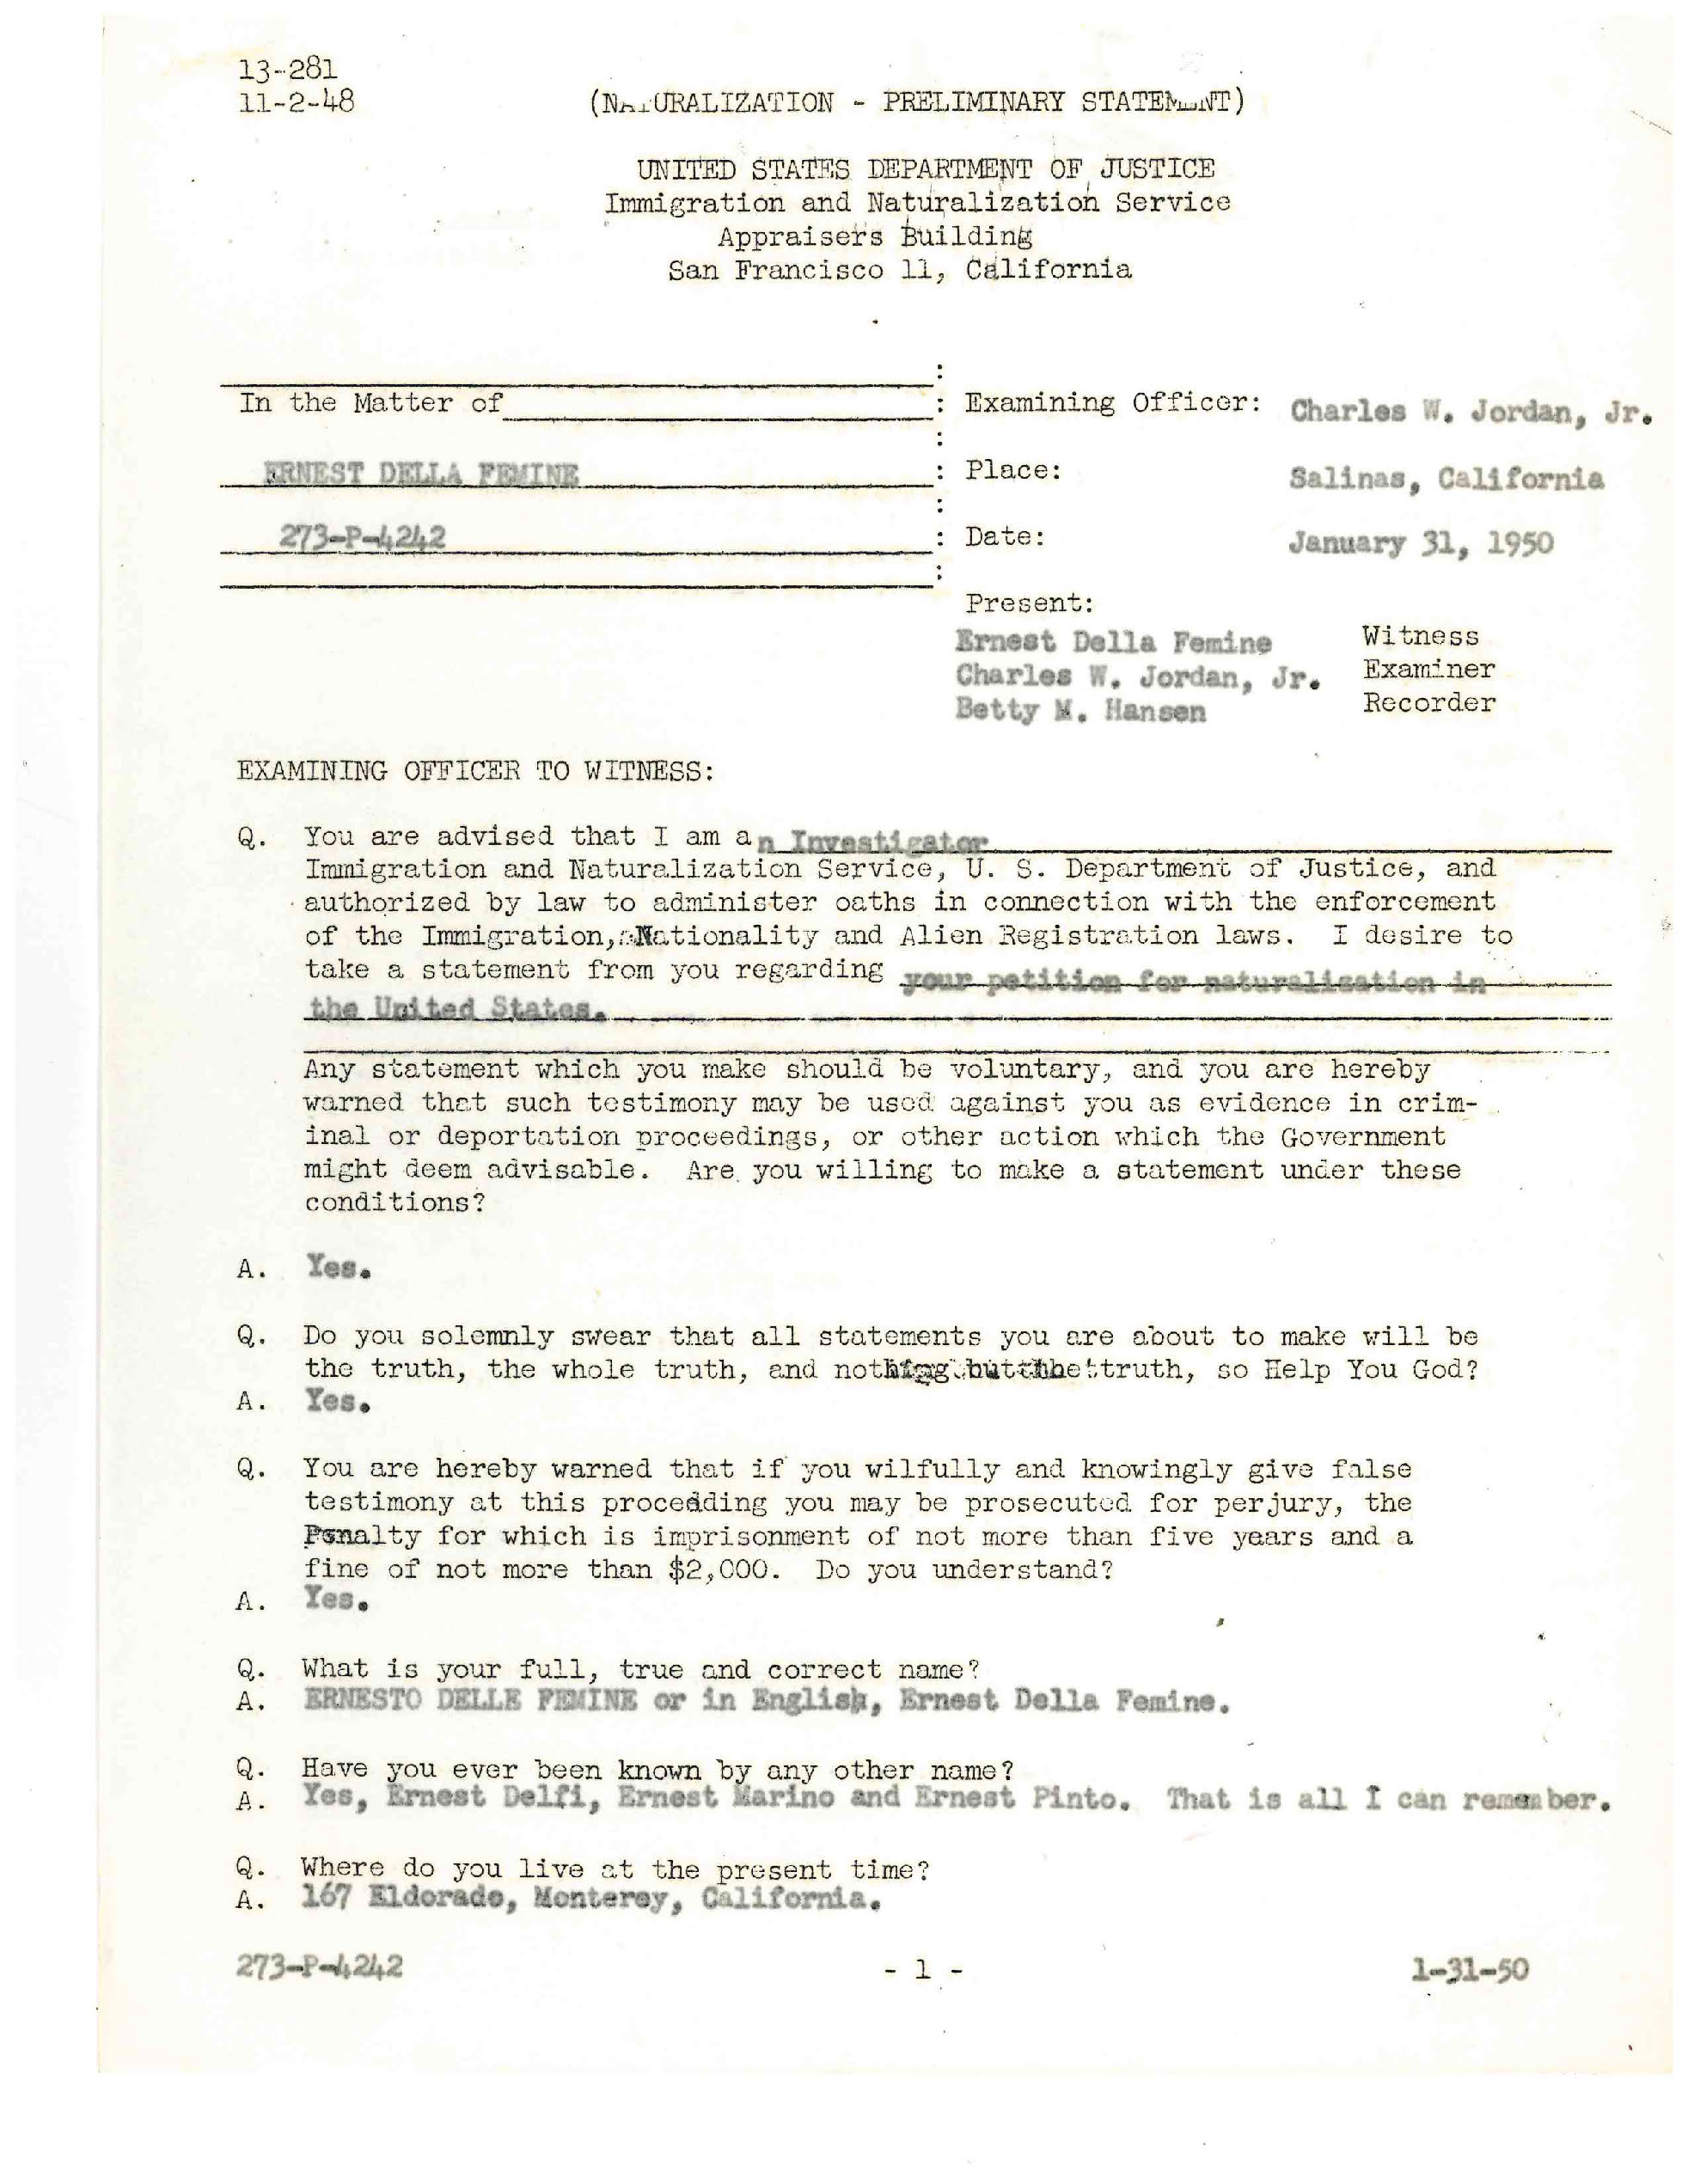 13-281
11-2-48
(NATURALIZATION - PRELIMINARY STATEMENT)
UNITED STATES DEPARTMENT OF JUSTICE
Immigration and Naturalization Service
Appraisers Building
San Francisco 11, California
In the Matter of
ERNEST DELLA FEMINE
273-P-4242
: Examining Officer: Charles W. Jordan, Jr.
: Place: Salinas, California
: Date: January 31, 1950
Present:
Ernest Della Femine Witness
Charles W. Jordan, Jr. Examiner
Betty M. Hansen Recorder
EXAMINING OFFICER TO WITNESS:
Q. You are advised that I am an Investigator
Immigration and Naturalization Service, U. S. Department of Justice, and
authorized by law to administer oaths in connection with the enforcement
of the Immigration, Nationality and Alien Registration laws. I desire to
take a statement from you regarding your petition for naturalization in
the United States.
Any statement which you make should be voluntary, and you are hereby
warned that such testimony may be used against you as evidence in crim-
inal or deportation proceedings, or other action which the Government
might deem advisable. Are you willing to make a statement under these
conditions?
A. Yes.
Q. Do you solemnly swear that all statements you are about to make will be
the truth, the whole truth, and nothing but the truth, so Help You God?
A. Yes.
Q. You are hereby warned that if you wilfully and knowingly give false
testimony at this procedding you may be prosecuted for perjury, the
Penalty for which is imprisonment of not more than five years and a
fine of not more than $2,000. Do you understand?
A. Yes.
Q. What is your full, true and correct name?
A. ERNESTO DELLE FEMINE or in English, Ernest Della Femine.
Q. Have you ever been known by any other name?
A. Yes, Ernest Delfi, Ernest Marino and Ernest Pinto. That is all I can remember.
Q. Where do you live at the present time?
A. 167 Eldorado, Monterey, California.
273-P-4242 - 1 - 1-31-50